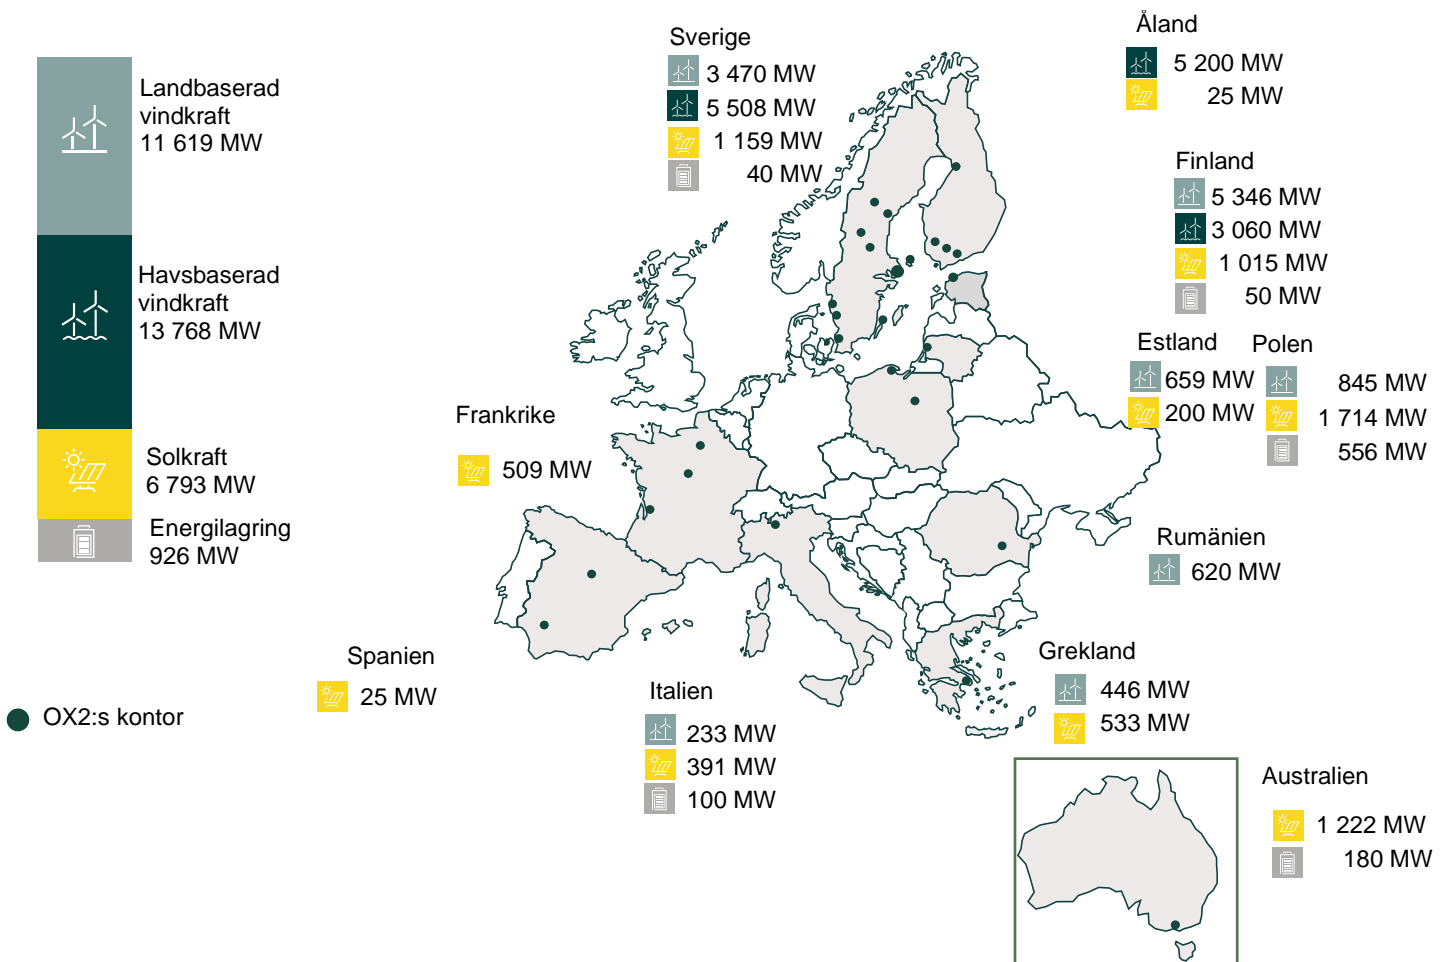 Landbaserad
vindkraft
11 619 MW
Havsbaserad
vindkraft
13 768 MW
Solkraft
6 793 MW
Energilagring
926 MW
OX2:s kontor
Sverige
3 470 MW
5 508 MW
1 159 MW
40 MW
Åland
5 200 MW
25 MW
Finland
5 346 MW
3 060 MW
1 015 MW
50 MW
Estland
659 MW
200 MW
Polen
845 MW
1 714 MW
556 MW
Frankrike
509 MW
Rumänien
620 MW
Spanien
25 MW
Italien
233 MW
391 MW
100 MW
Grekland
446 MW
533 MW
Australien
1 222 MW
180 MW